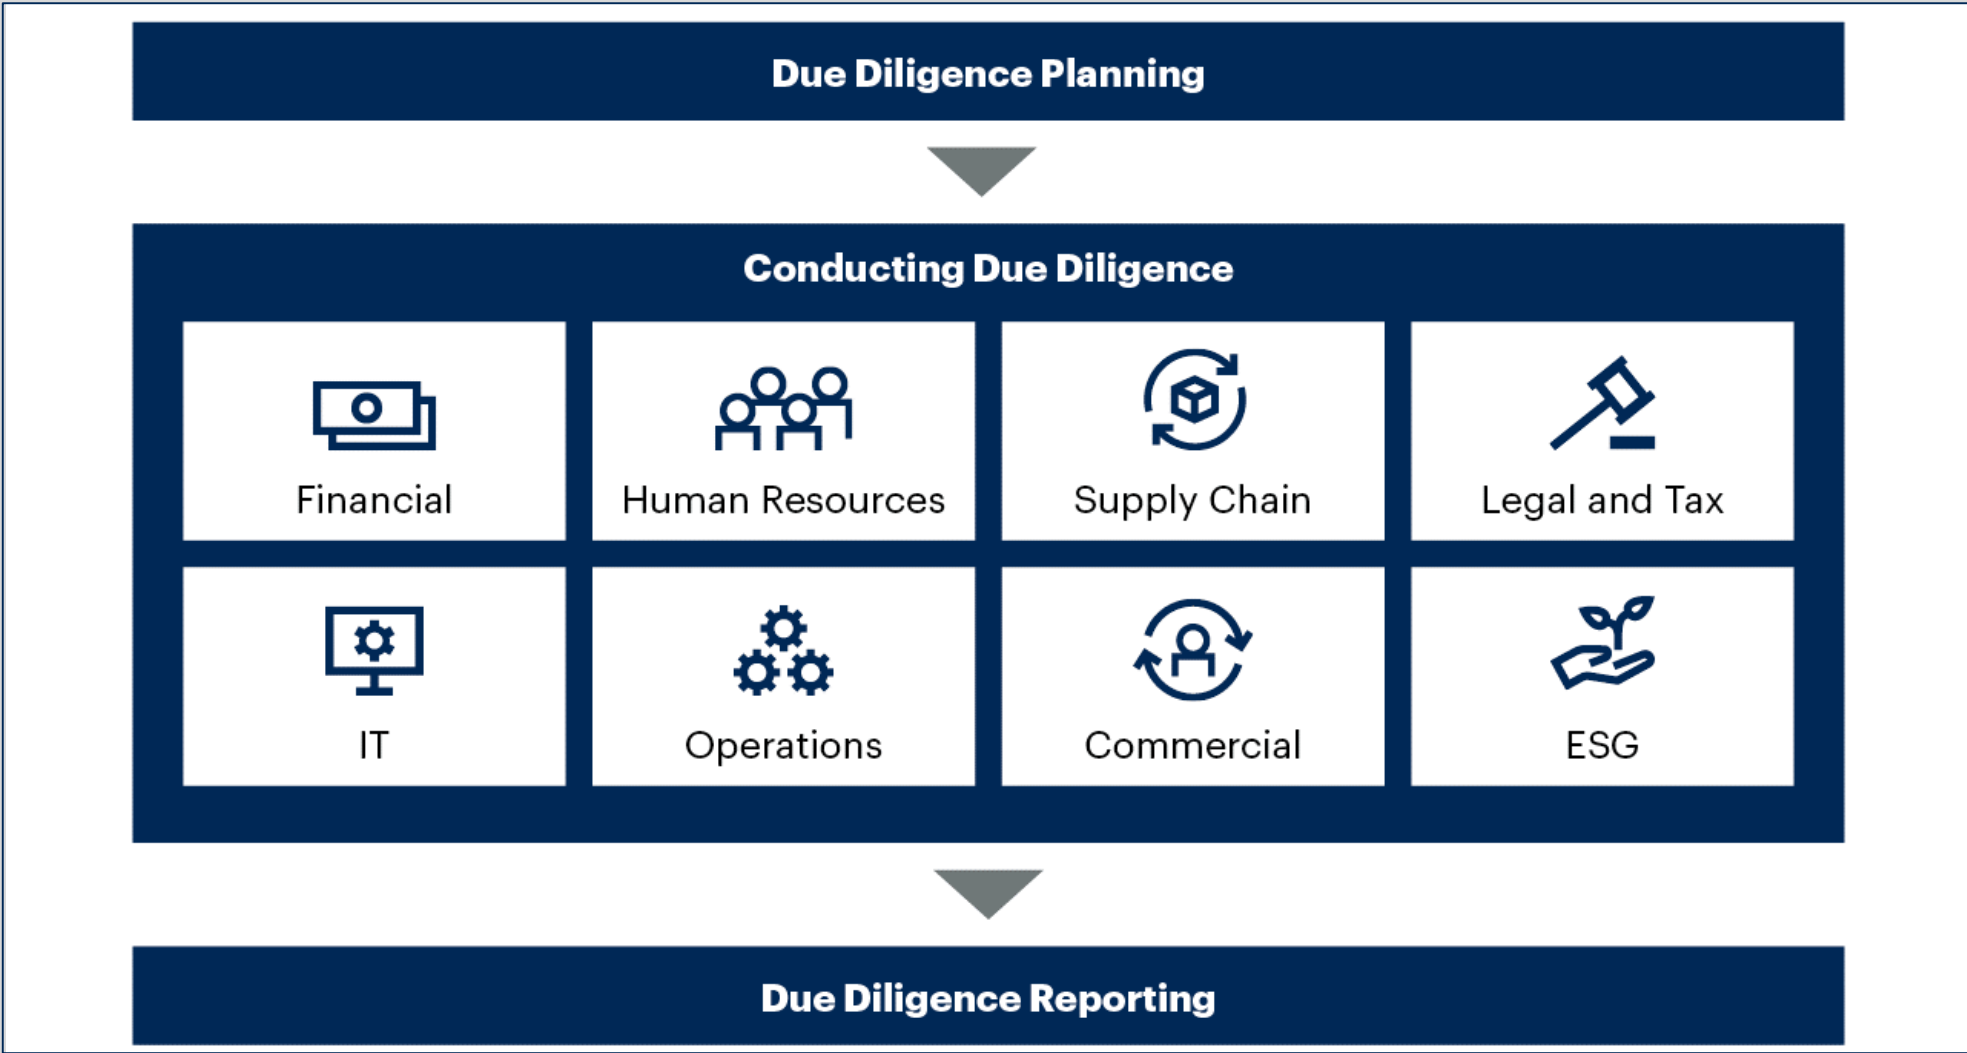 Due Diligence Planning
Conducting Due Diligence
Financial
Human Resources
Supply Chain
Legal and Tax
IT
Operations
Commercial
ESG
Due Diligence Reporting